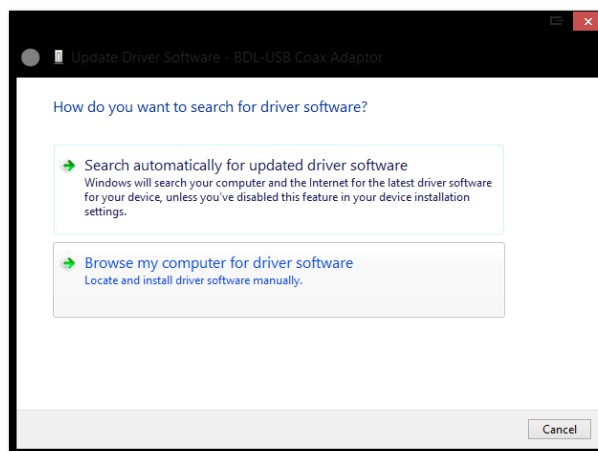 Update Driver Software - BDL-USB Coax Adaptor
How do you want to search for driver software?
Search automatically for updated driver software
Windows will search your computer and the Internet for the latest driver software
for your device, unless you've disabled this feature in your device installation
settings.
Browse my computer for driver software
Locate and install driver software manually.
Cancel